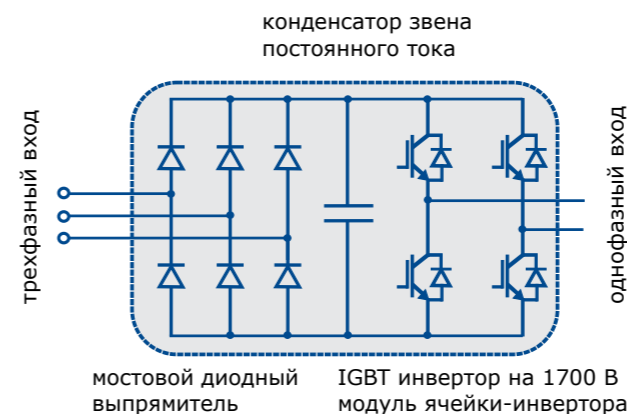 конденсатор звена
постоянного тока
трехфазный вход
однофазный вход
мостовой диодный
выпрямитель
IGBT инвертор на 1700 В
модуль ячейки-инвертора